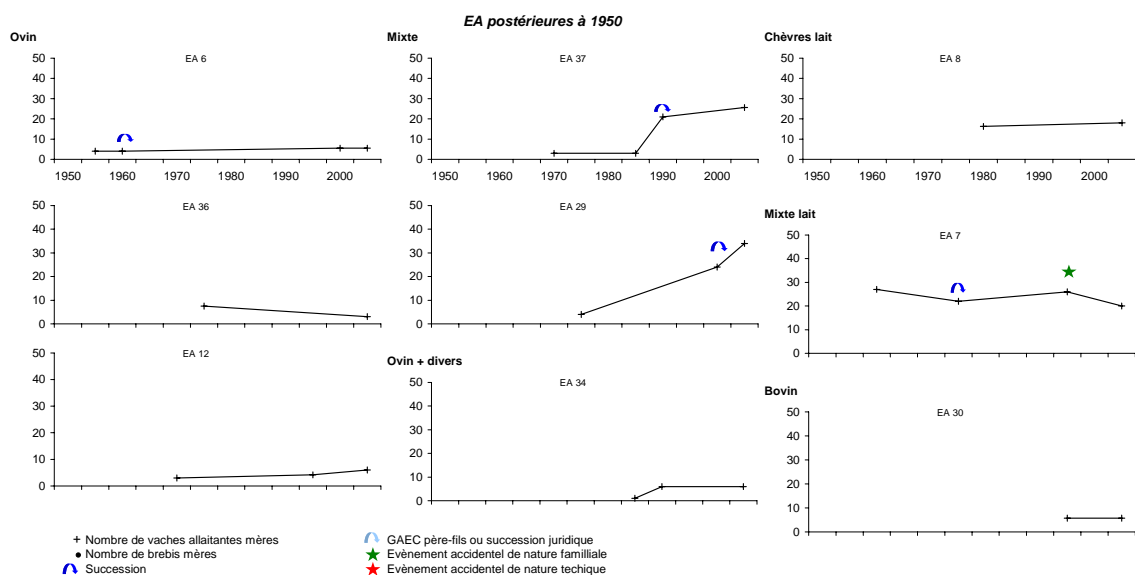 EA postérieures à 1950
Ovin
Mixte
Chèvres lait
EA 6
EA 37
EA 8
50
40
30
20
10
0
50
40
30
20
10
0
50
40
30
20
10
0
1950 1960 1970 1980 1990 2000
1950 1960 1970 1980 1990 2000
1950 1960 1970 1980 1990 2000
EA 36
EA 29
Mixte lait
EA 7
50
40
30
20
10
0
50
40
30
20
10
0
50
40
30
20
10
0
EA 12
Ovin + divers
EA 34
Bovin
EA 30
50
40
30
20
10
0
50
40
30
20
10
0
50
40
30
20
10
0
Nombre de vaches allaitantes mères
Nombre de brebis mères
Succession
GAEC père-fils ou succession juridique
Evènement accidentel de nature familliale
Evènement accidentel de nature techique